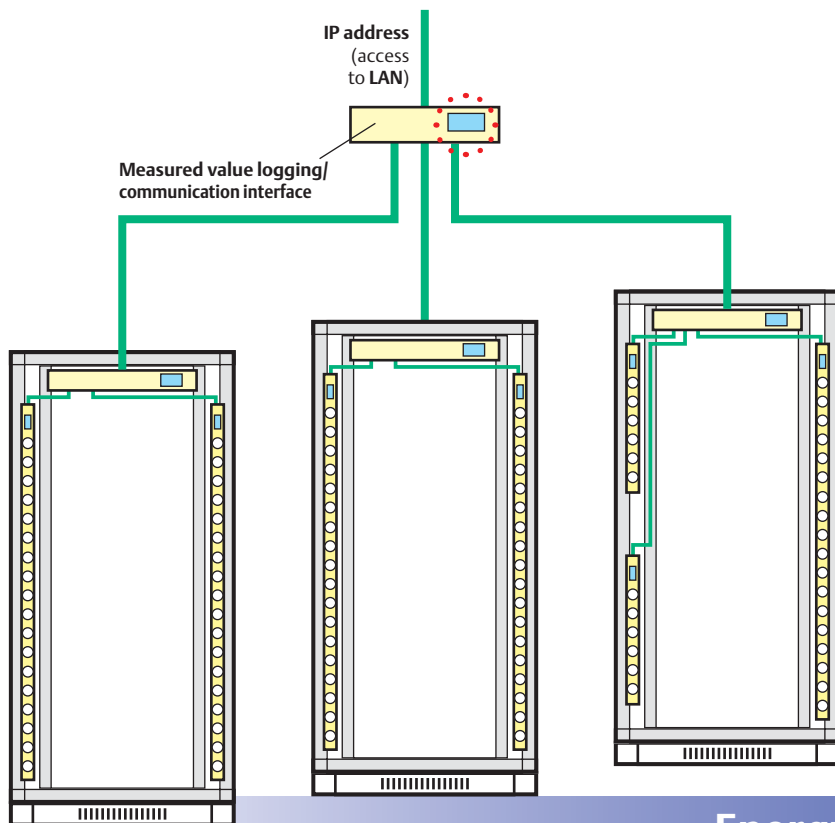 IP address
(access
to LAN)
Measured value logging/
communication interface